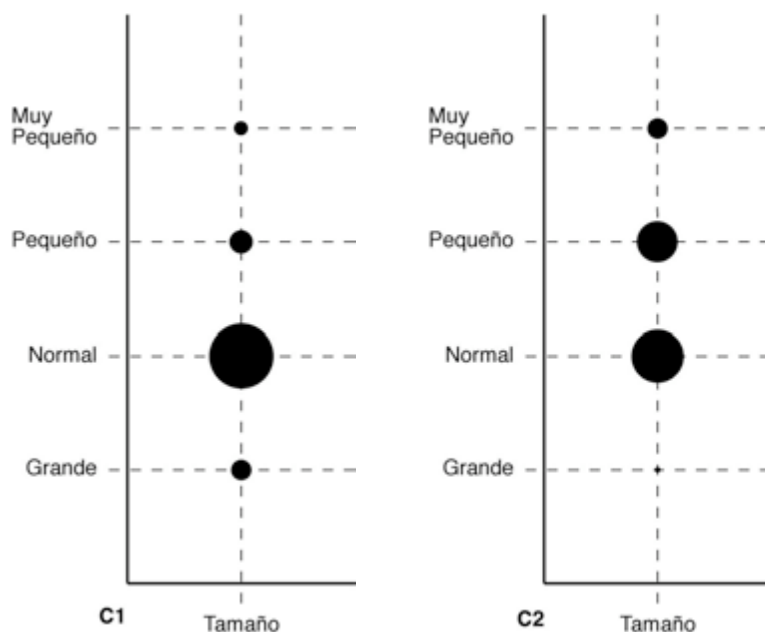 Muy
Pequeño
Pequeño
Normal
Grande
C1
Tamaño
Muy
Pequeño
Pequeño
Normal
Grande
C2
Tamaño